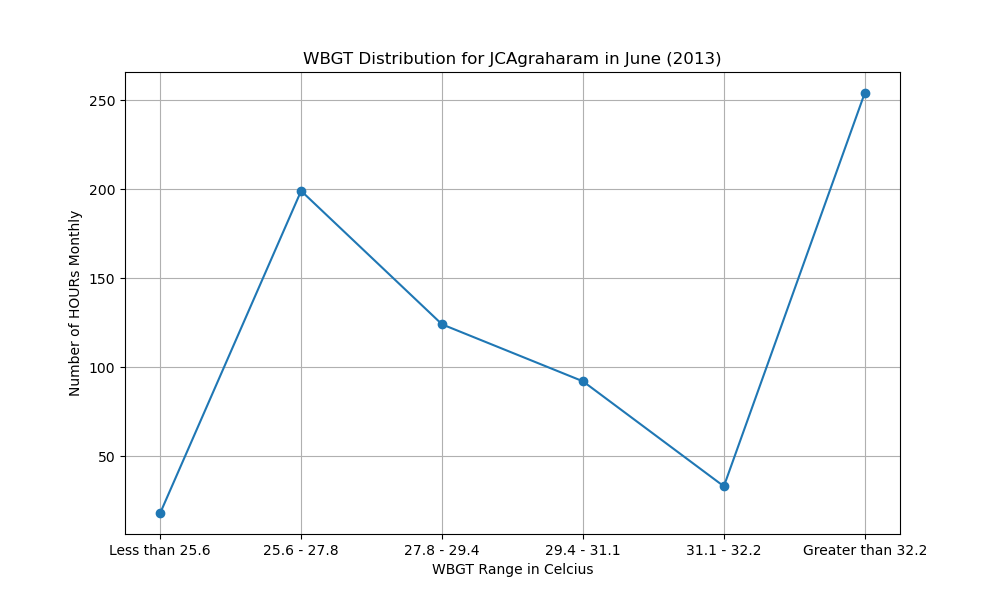 WBGT Distribution for JCAgraharam in June (2013)
Number of HOURs Monthly
250
200
150
100
50
Less than 25.6
25.6 - 27.8
27.8 - 29.4
29.4 - 31.1
31.1 - 32.2
Greater than 32.2
WBGT Range in Celcius